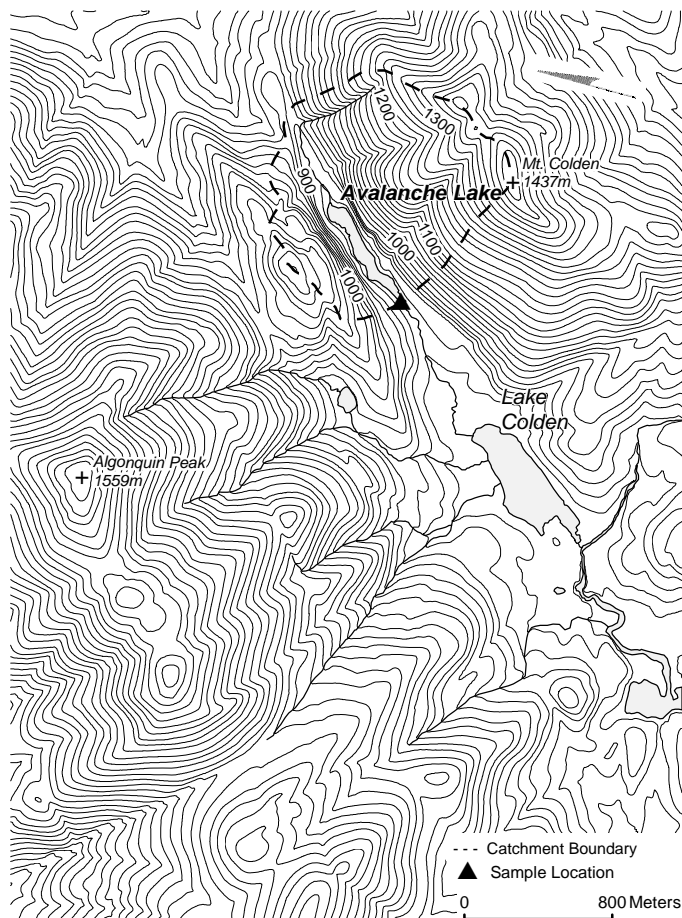 1200
1300
Mt. Colden
1437m
900
Avalanche Lake
1100
1000
1000
Lake
Colden
Algonquin Peak
1559m
Catchment Boundary
Sample Location
0 800 Meters